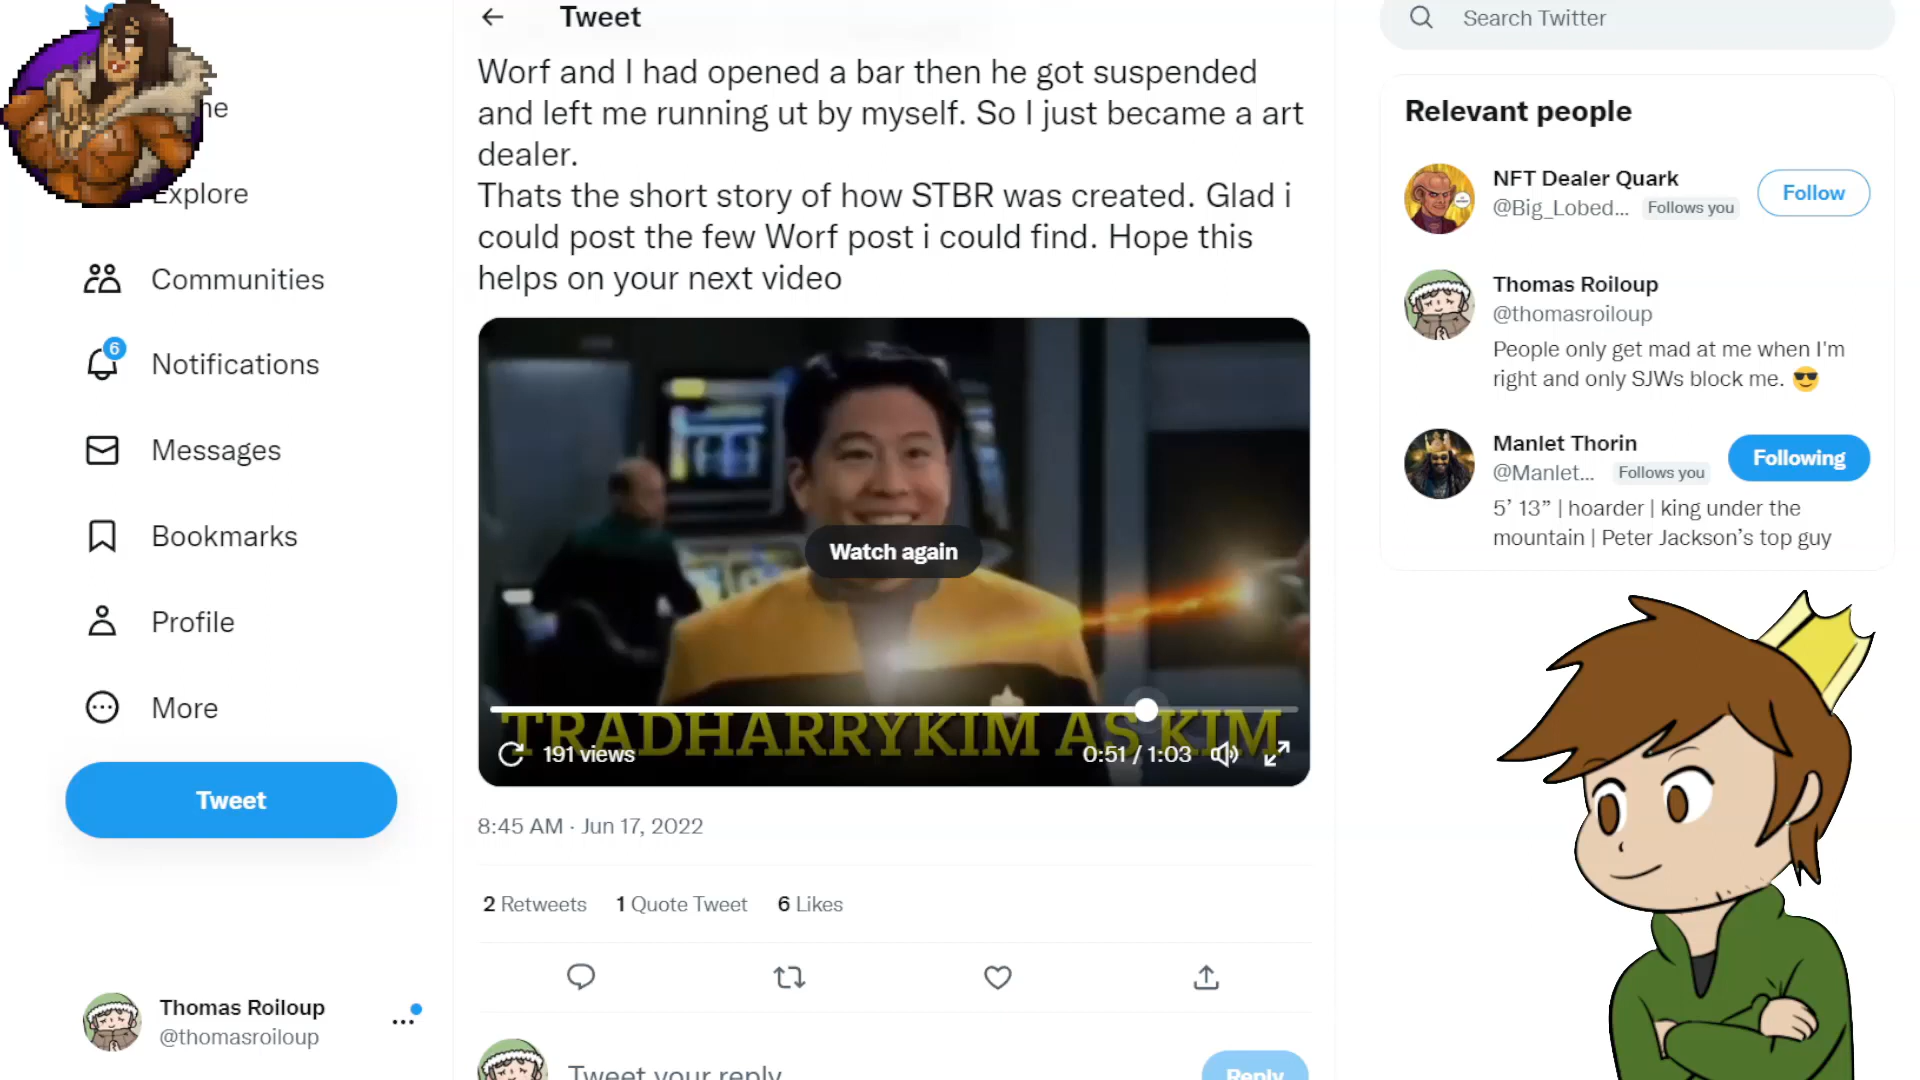 Tweet
Search Twitter
Worf and I had opened a bar then he got suspended
and left me running ut by myself. So I just became a art
dealer.
Thats the short story of how STBR was created. Glad i
could post the few Worf post i could find. Hope this
helps on your next video
Explore
Communities
6
Notifications
Messages
Bookmarks
Profile
More
Tweet
Thomas Roiloup
@thomasroiloup
Watch again
TRADHARRYKIM AS KIM
191 views
0:51 / 1:03
8:45 AM · Jun 17, 2022
2 Retweets 1 Quote Tweet 6 Likes
Tweet your reply
Reply
Relevant people
NFT Dealer Quark
@Big_Lobed... Follows you
Follow
Thomas Roiloup
@thomasroiloup
People only get mad at me when I'm
right and only SJWs block me. 😎
Manlet Thorin
@Manlet... Follows you
Following
5’ 13” | hoarder | king under the
mountain | Peter Jackson’s top guy